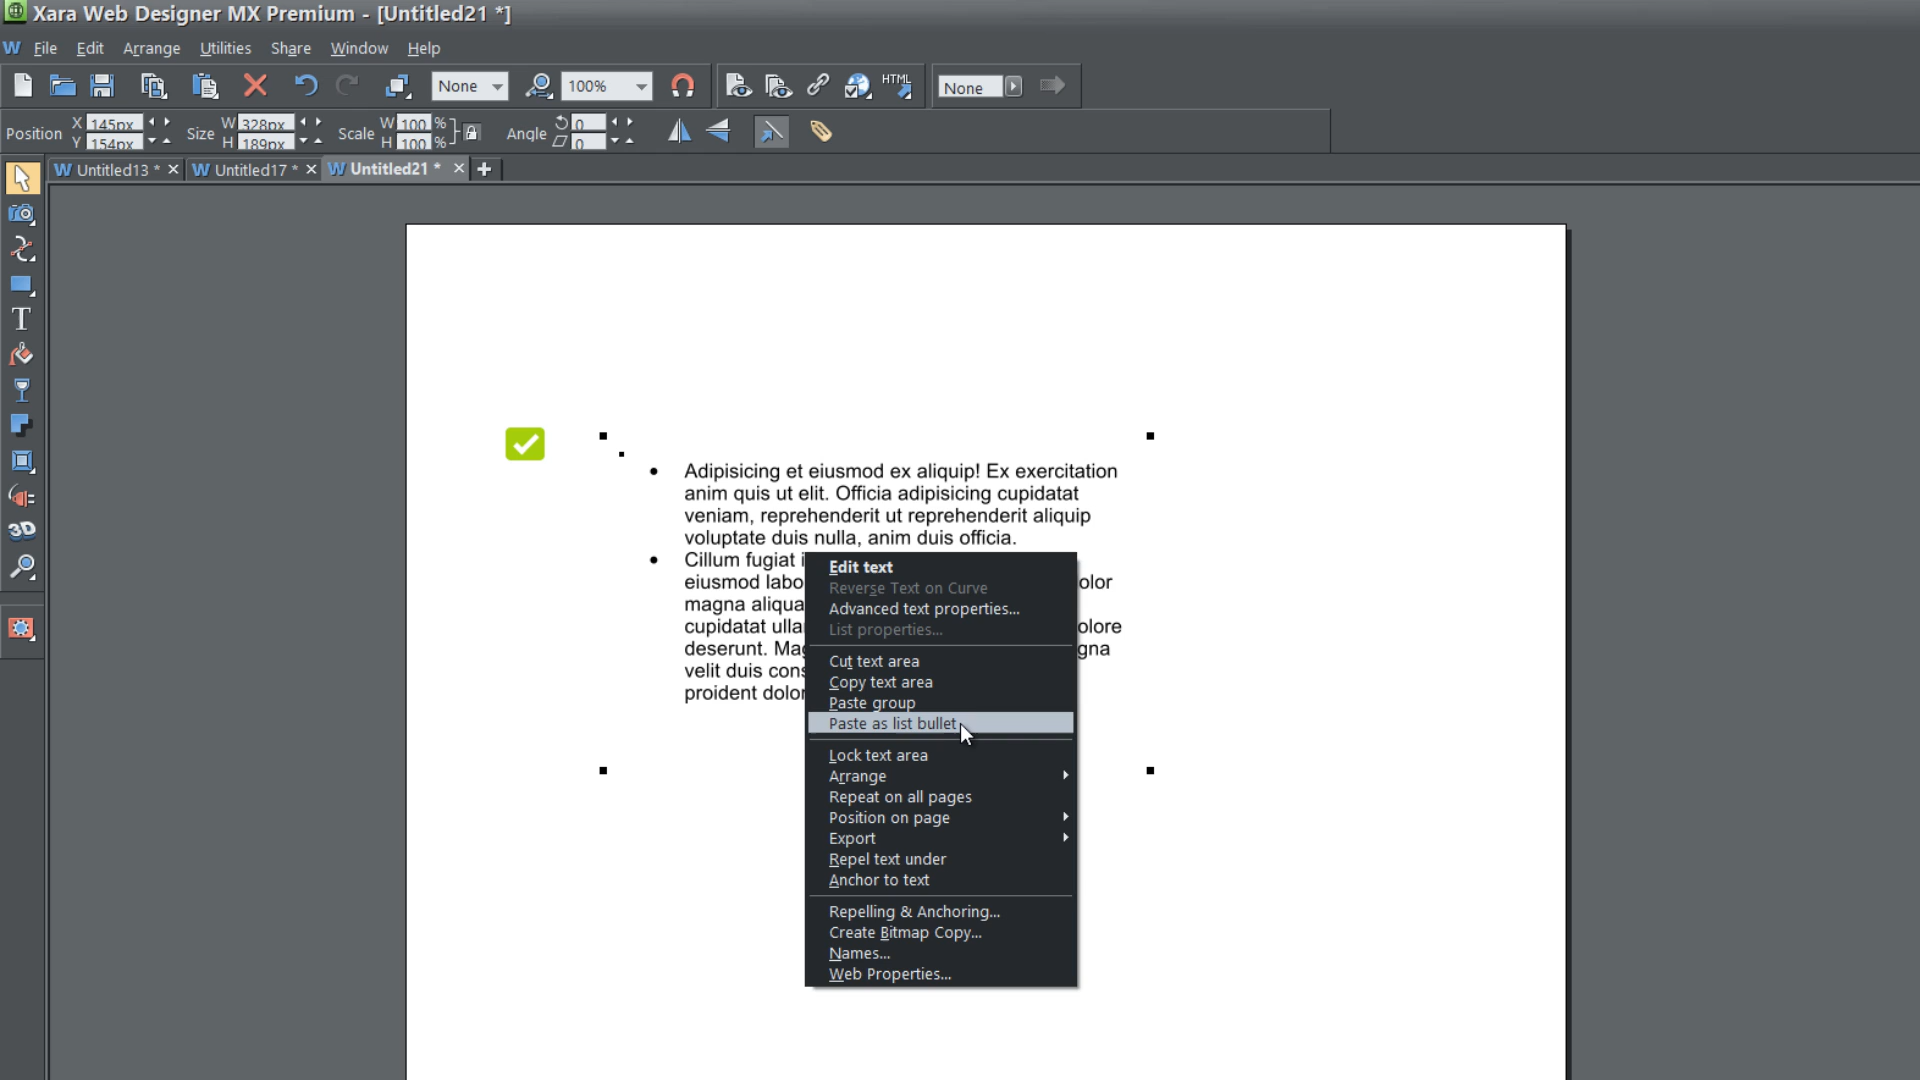 Xara Web Designer MX Premium - [Untitled21 *]
W File Edit Arrange Utilities Share Window Help
None 100% HTML None
Position X 145px Y 154px Size W 328px H 189px Scale W 100 % H 100 % Angle 0 0
W Untitled13 * W Untitled17 * W Untitled21 *
T
3D
Adipisicing et eiusmod ex aliquip! Ex exercitation
anim quis ut elit. Officia adipisicing cupidatat
veniam, reprehenderit ut reprehenderit aliquip
voluptate duis nulla, anim duis officia.
Cillum fugiat i
eiusmod labo olor
magna aliqua
cupidatat ulla olore
deserunt. Mag gna
velit duis cons
proident dolor
Edit text
Reverse Text on Curve
Advanced text properties...
List properties...
Cut text area
Copy text area
Paste group
Paste as list bullet
Lock text area
Arrange
Repeat on all pages
Position on page
Export
Repel text under
Anchor to text
Repelling & Anchoring...
Create Bitmap Copy...
Names...
Web Properties...